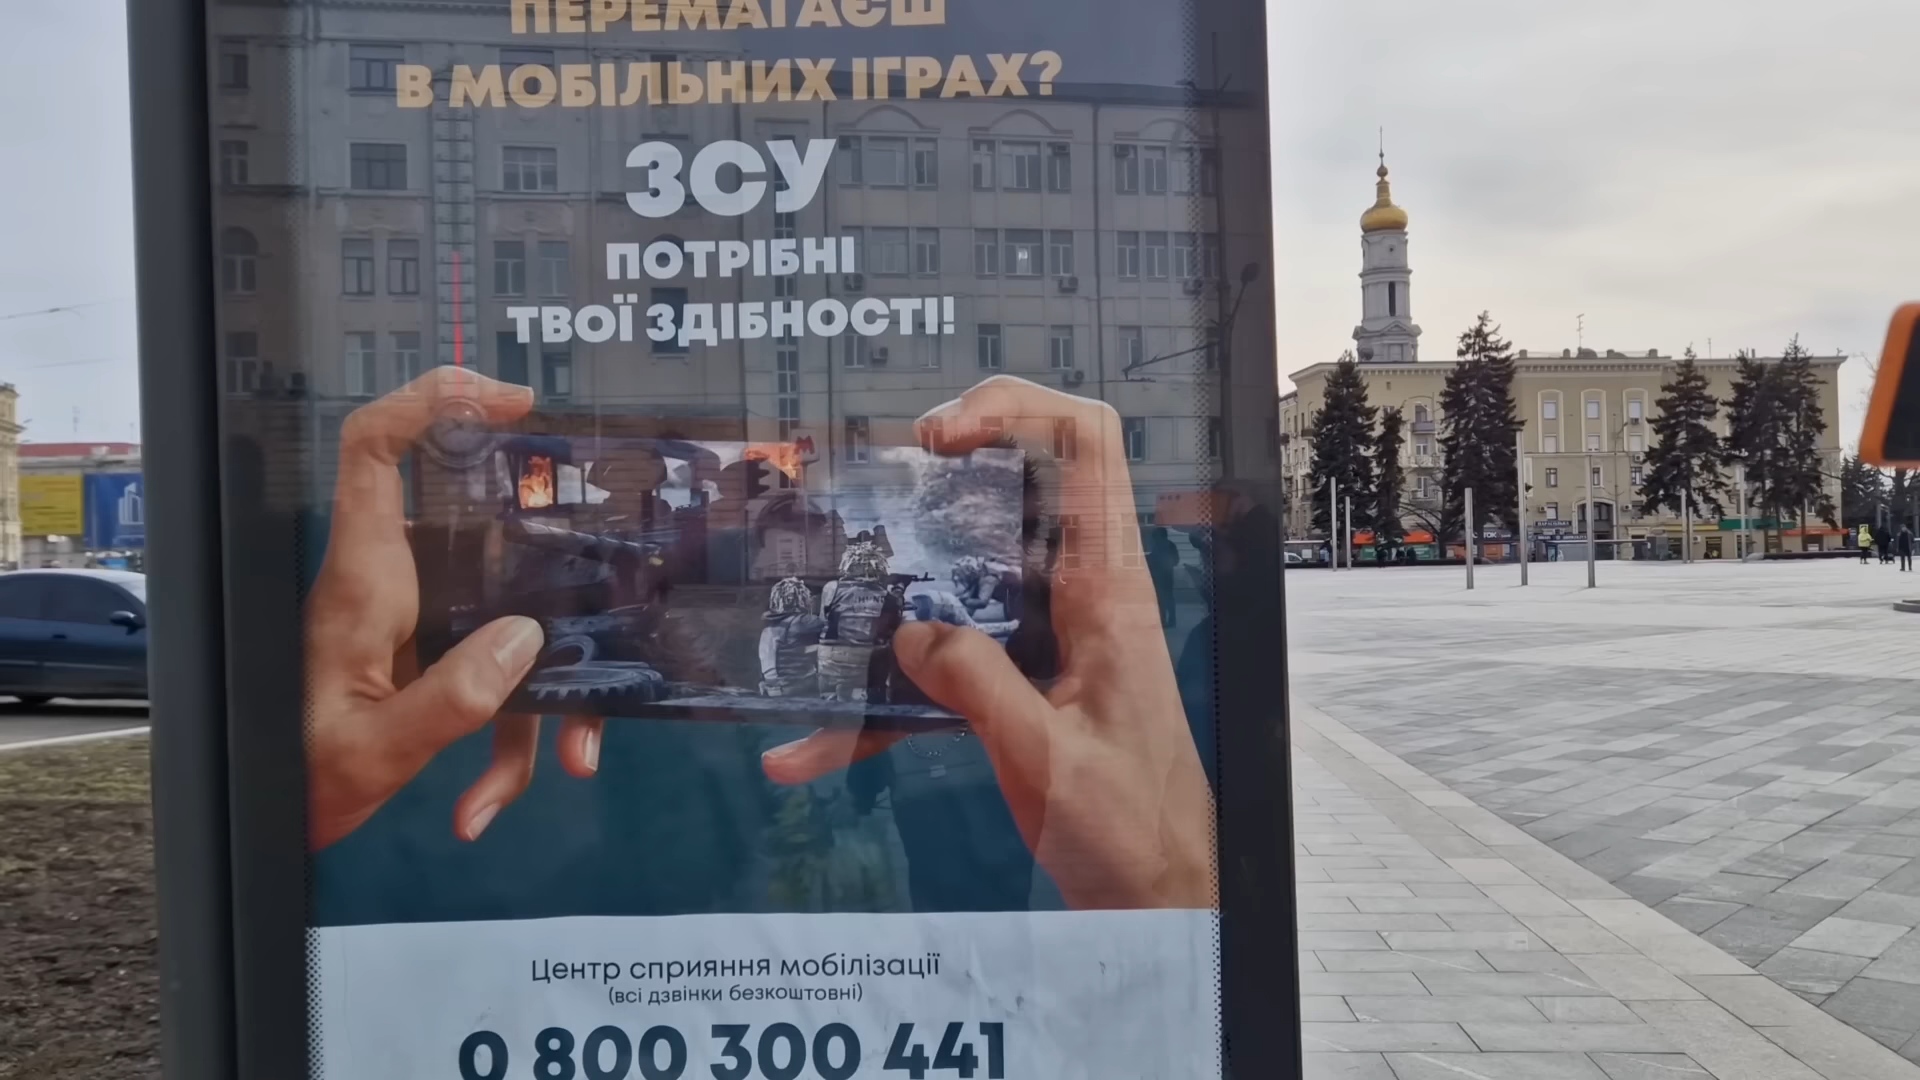 ПЕРЕМАГАЄШ
В МОБІЛЬНИХ ІГРАХ?
ЗСУ
ПОТРІБНІ
ТВОЇ ЗДІБНОСТІ!
Центр сприяння мобілізації
(всі дзвінки безкоштовні)
0 800 300 441